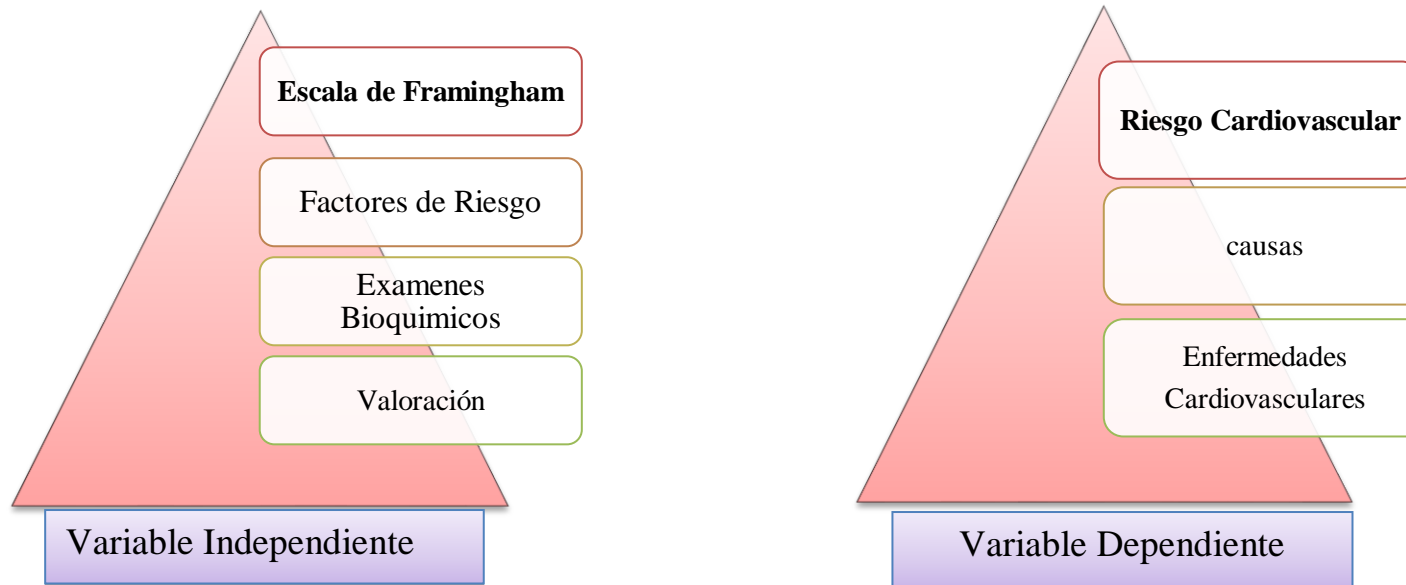 Escala de Framingham
Factores de Riesgo
Examenes
Bioquimicos
Valoración
Variable Independiente
Riesgo Cardiovascular
causas
Enfermedades
Cardiovasculares
Variable Dependiente